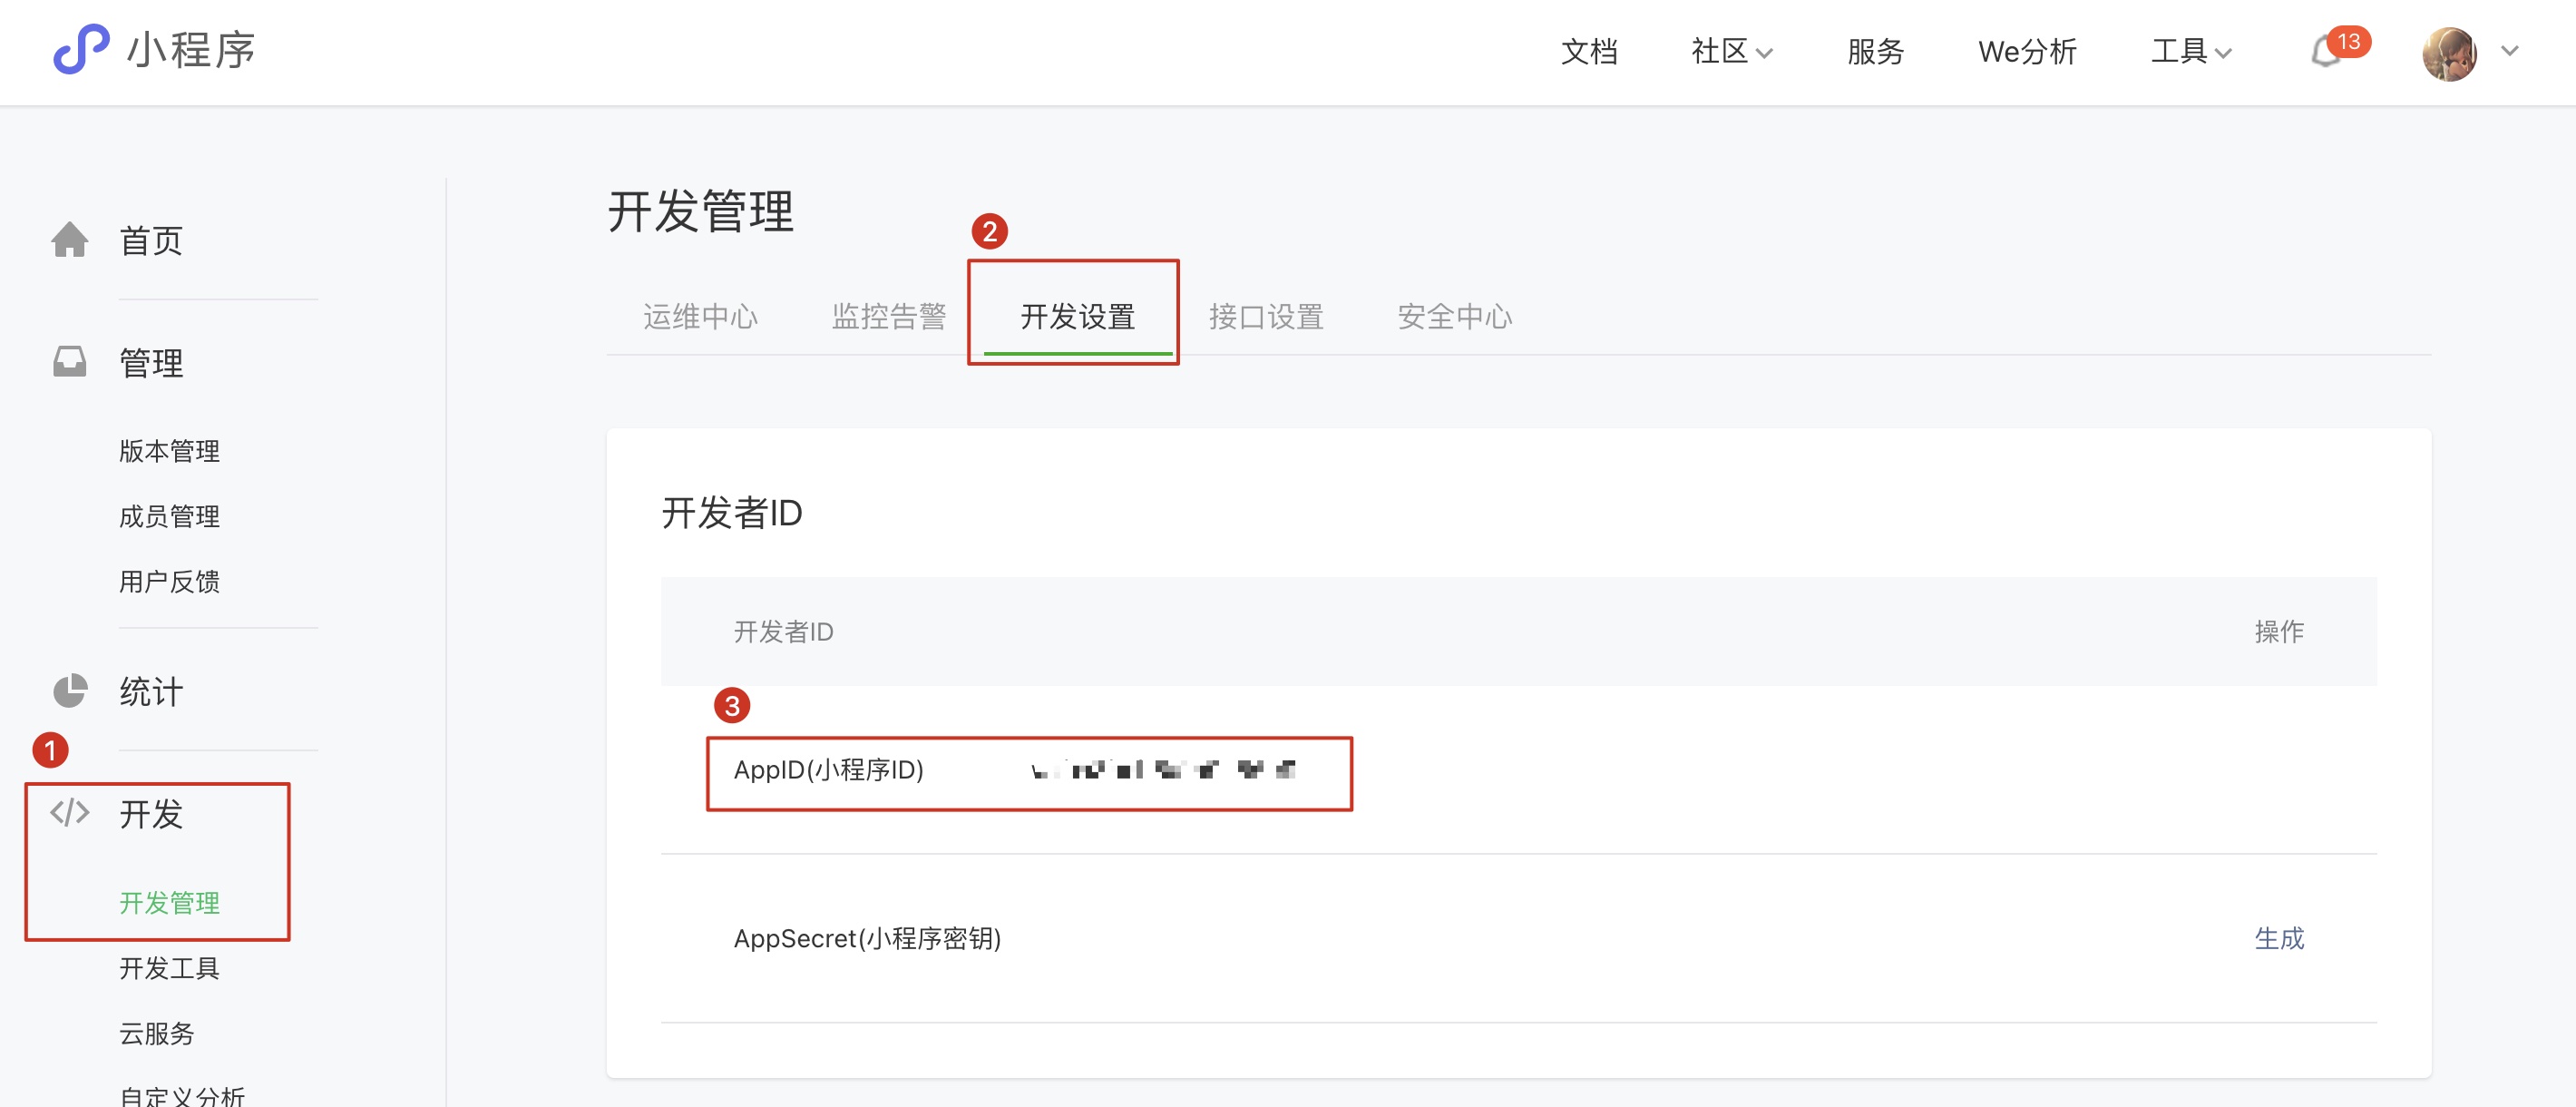 小程序
文档 社区 服务 We分析 工具 13
首页
管理
版本管理
成员管理
用户反馈
统计
1
开发
开发管理
开发工具
云服务
自定义分析
开发管理
2
运维中心 监控告警 开发设置 接口设置 安全中心
开发者ID
开发者ID 操作
3
AppID(小程序ID)
AppSecret(小程序密钥) 生成